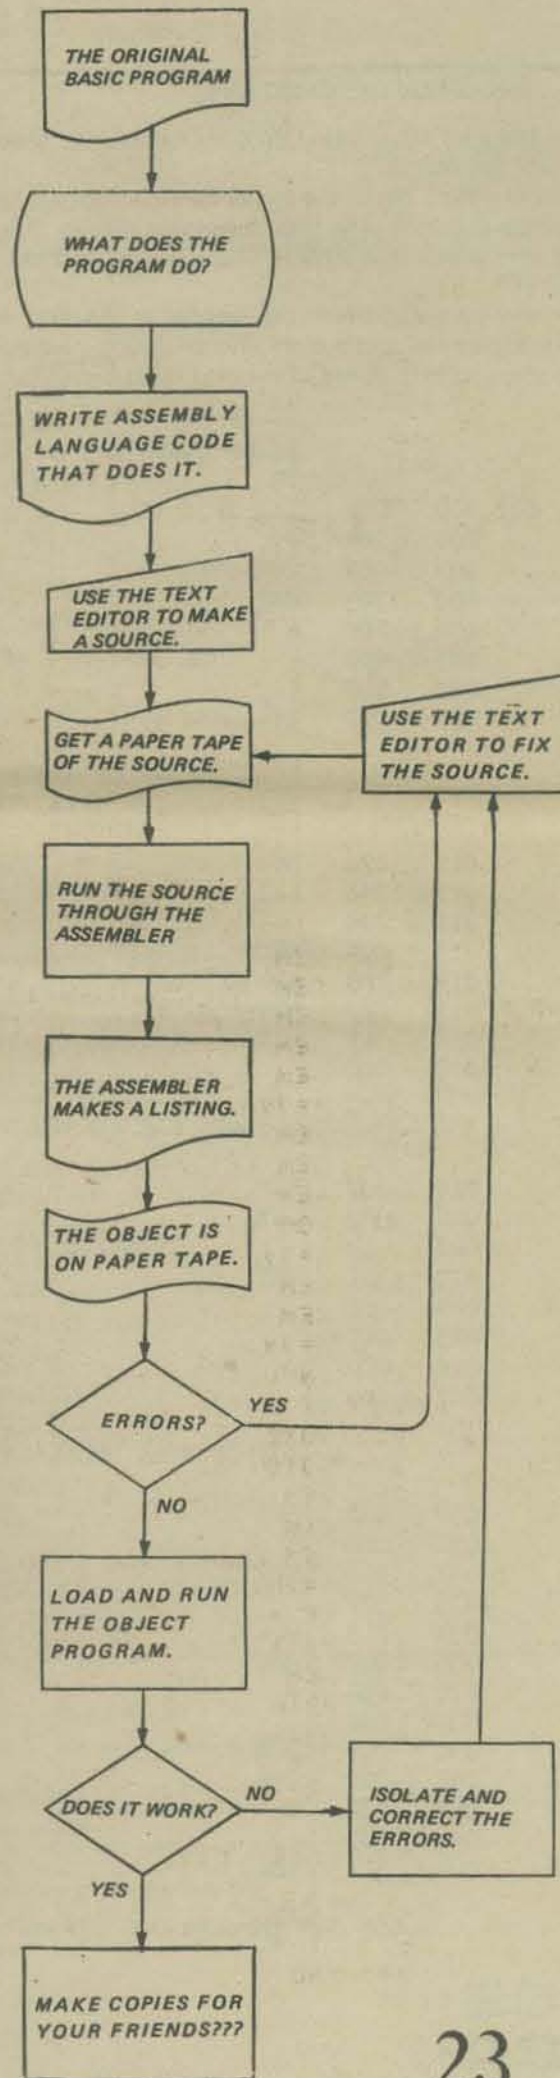 THE ORIGINAL
BASIC PROGRAM
WHAT DOES THE
PROGRAM DO?
WRITE ASSEMBLY
LANGUAGE CODE
THAT DOES IT.
USE THE TEXT
EDITOR TO MAKE
A SOURCE.
GET A PAPER TAPE
OF THE SOURCE.
USE THE TEXT
EDITOR TO FIX
THE SOURCE.
RUN THE SOURCE
THROUGH THE
ASSEMBLER
THE ASSEMBLER
MAKES A LISTING.
THE OBJECT IS
ON PAPER TAPE.
ERRORS?
YES
NO
LOAD AND RUN
THE OBJECT
PROGRAM.
DOES IT WORK?
NO
ISOLATE AND
CORRECT THE
ERRORS.
YES
MAKE COPIES FOR
YOUR FRIENDS???
23